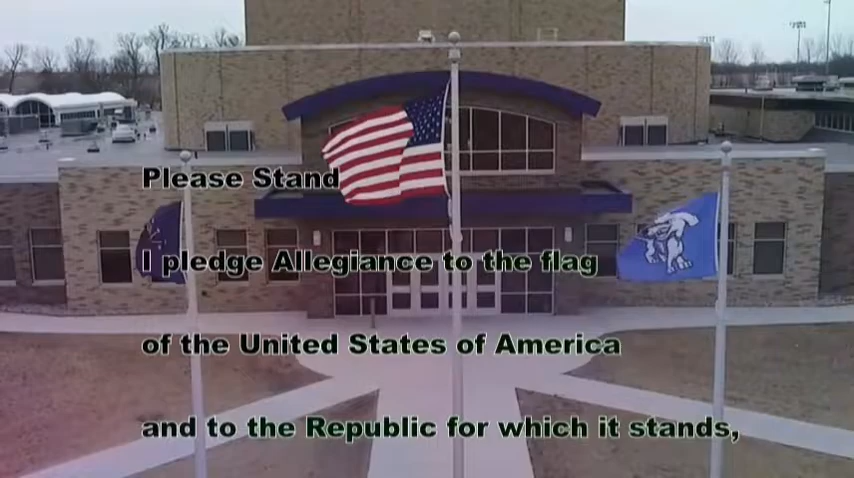 Please Stand
I pledge Allegiance to the flag
of the United States of America
and to the Republic for which it stands,